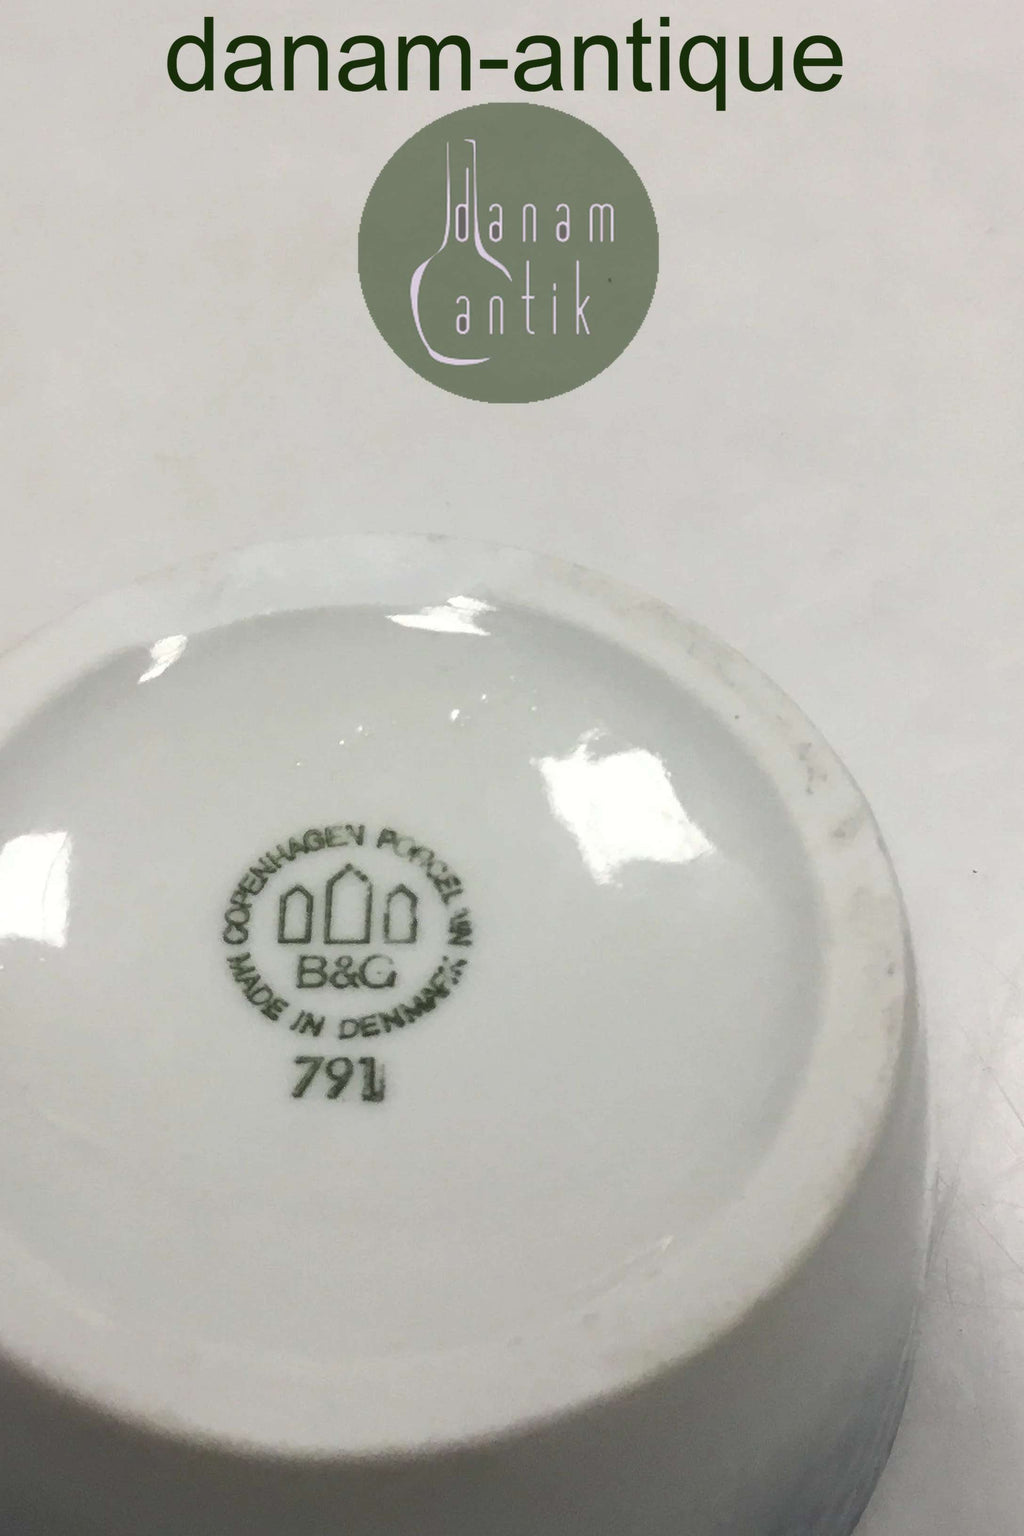 danam-antique
danam
antik
COPENHAGEN PORCELAIN
B&G
MADE IN DENMARK
791